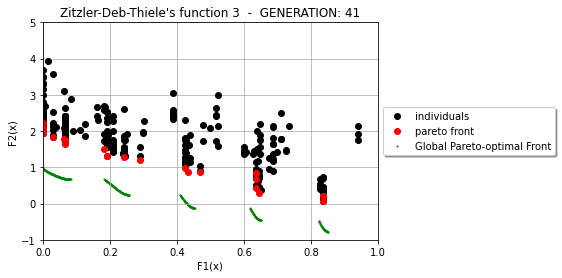 Zitzler-Deb-Thiele's function 3 - GENERATION: 41
5
4
3
2
1
0
−1
F2(x)
0.0 0.2 0.4 0.6 0.8 1.0
F1(x)
individuals
pareto front
Global Pareto-optimal Front